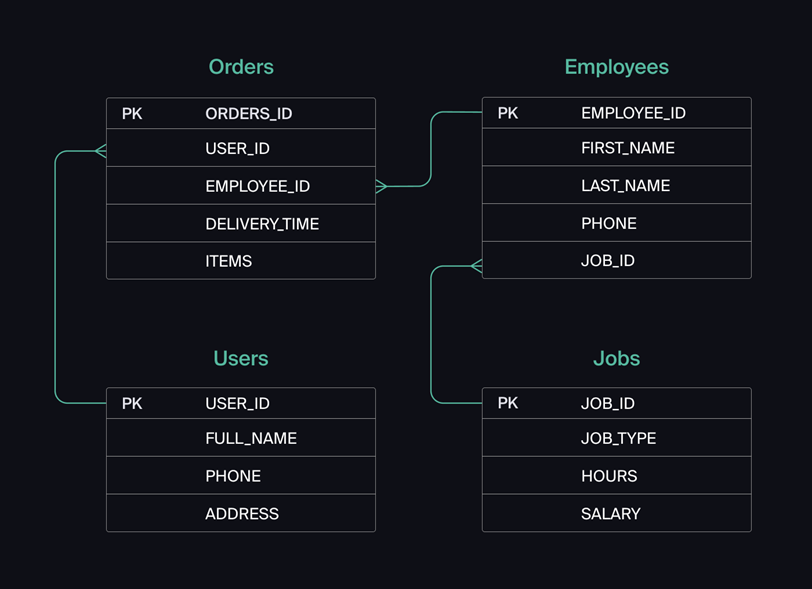 Orders
PK ORDERS_ID
USER_ID
EMPLOYEE_ID
DELIVERY_TIME
ITEMS
Employees
PK EMPLOYEE_ID
FIRST_NAME
LAST_NAME
PHONE
JOB_ID
Users
PK USER_ID
FULL_NAME
PHONE
ADDRESS
Jobs
PK JOB_ID
JOB_TYPE
HOURS
SALARY